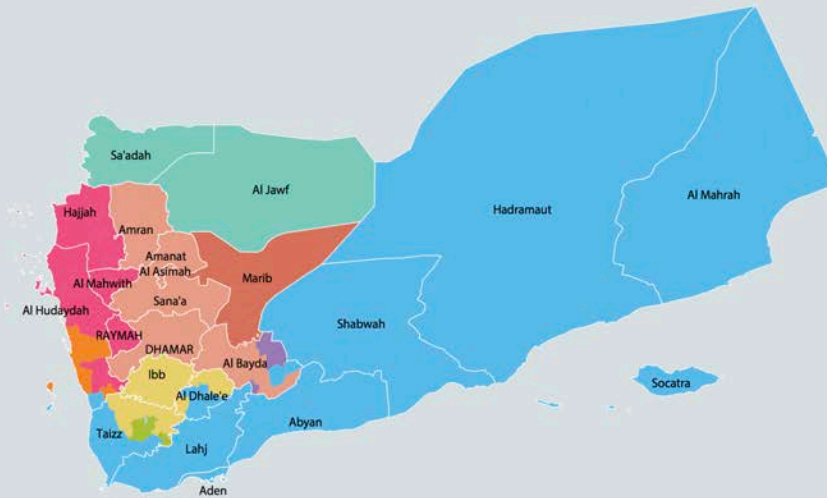 Sa'adah
Al Jawf
Hadramaut
Al Mahrah
Hajjah
Amran
Amanat
Al Asimah
Marib
Al Mahwith
Sana'a
Al Hudaydah
Shabwah
RAYMAH
DHAMAR
Al Bayda
Ibb
Al Dhale'e
Socatra
Taizz
Lahj
Abyan
Aden